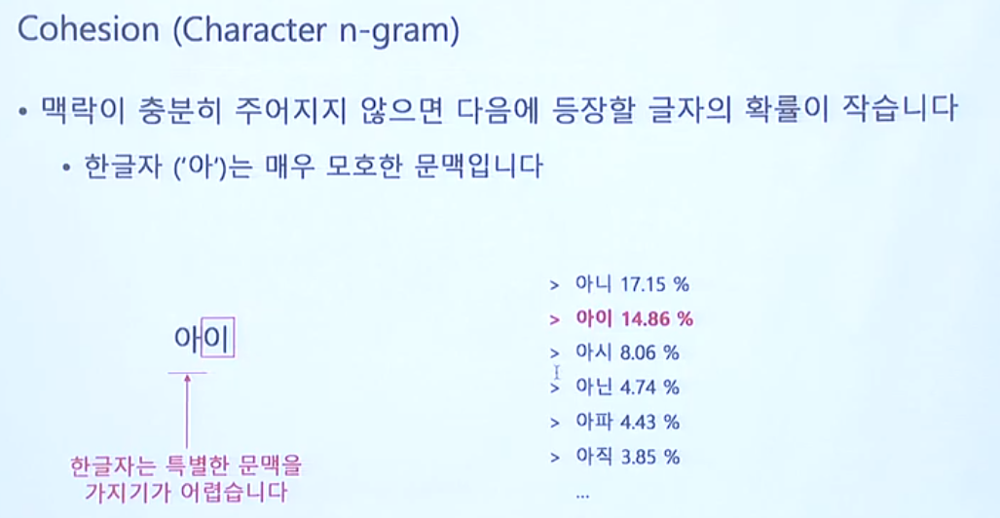 Cohesion (Character n-gram)
• 맥락이 충분히 주어지지 않으면 다음에 등장할 글자의 확률이 작습니다
• 한글자 (‘아’)는 매우 모호한 문맥입니다
> 아니 17.15 %
> 아이 14.86 %
> 아시 8.06 %
> 아닌 4.74 %
> 아파 4.43 %
> 아직 3.85 %
...
아이
한글자는 특별한 문맥을
가지기가 어렵습니다